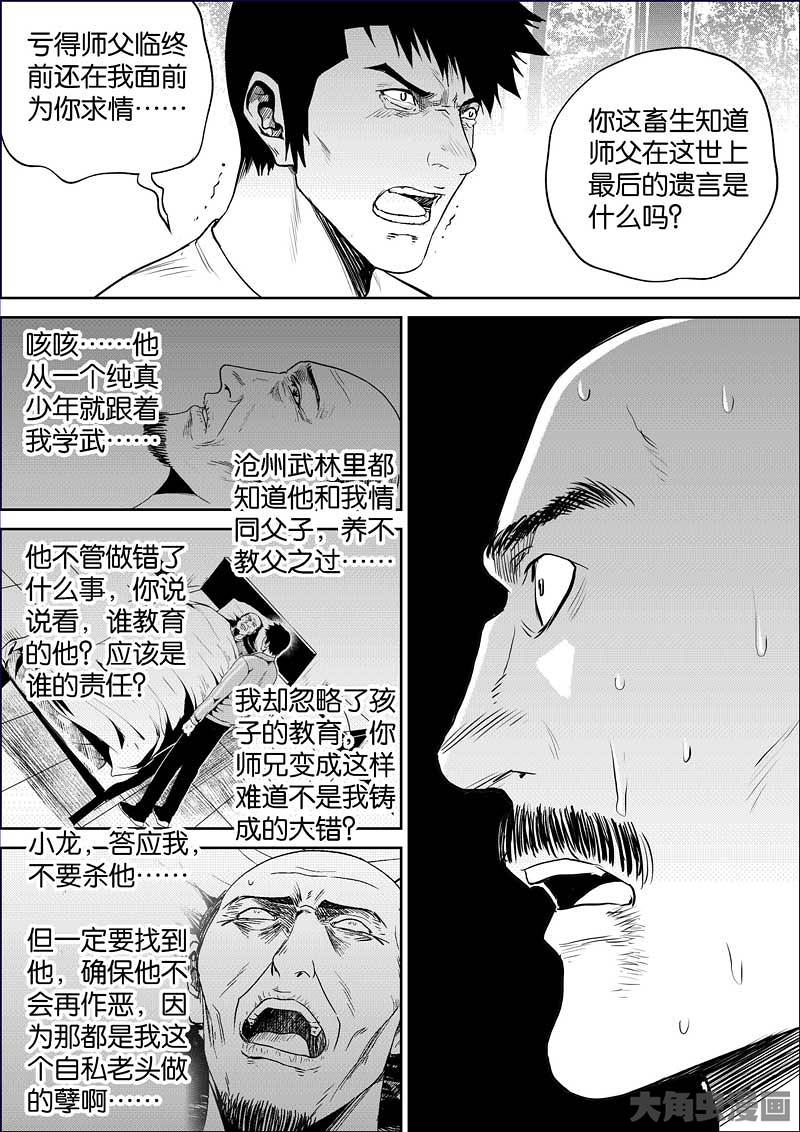 亏得师父临终
前还在我面前
为你求情……
你这畜生知道
师父在这世上
最后的遗言是
什么吗？
咳咳……他
从一个纯真
少年就跟着
我学武……
沧州武林里都
知道他和我情
同父子，养不
教父之过……
他不管做错了
什么事，你说
说看，谁教育
的他？应该是
谁的责任？
我却忽略了孩
子的教育，你
师兄变成这样
难道不是我铸
成的大错？
小龙，答应我，
不要杀他……
但一定要找到
他，确保他不
会再作恶，因
为那都是我这
个自私老头做
的孽啊……
大角虫漫画